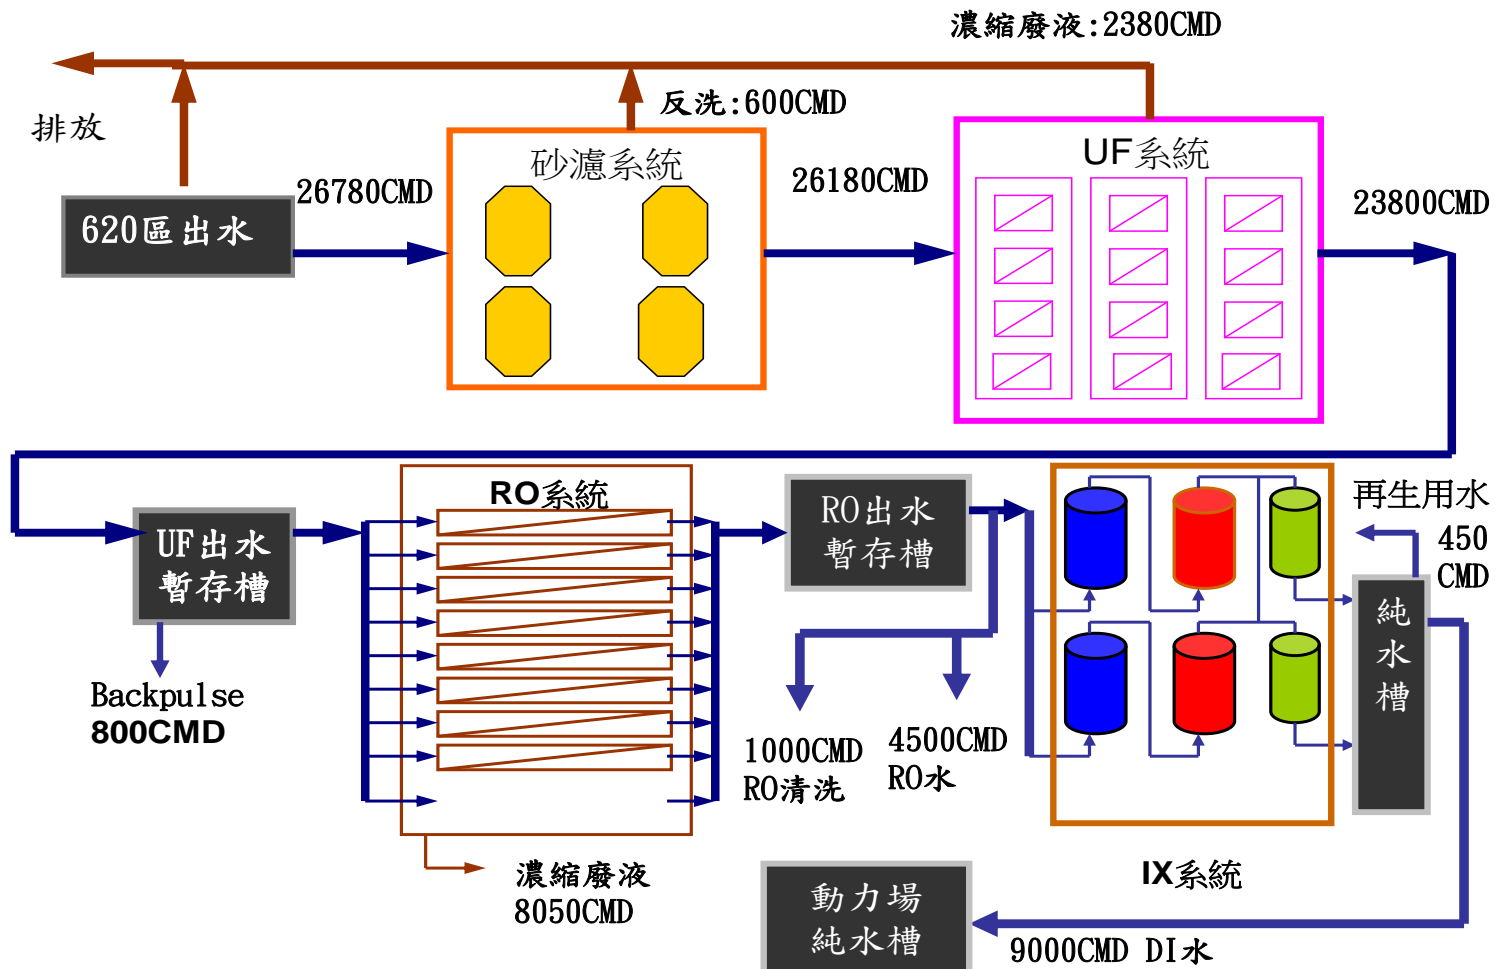 濃縮廢液:2380CMD
反洗:600CMD
排放
砂濾系統
UF系統
26780CMD
26180CMD
23800CMD
620區出水
RO系統
RO出水
暫存槽
再生用水
450
CMD
UF出水
暫存槽
純
水
槽
Backpulse
800CMD
1000CMD
RO清洗
4500CMD
RO水
濃縮廢液
8050CMD
IX系統
動力場
純水槽
9000CMD DI水